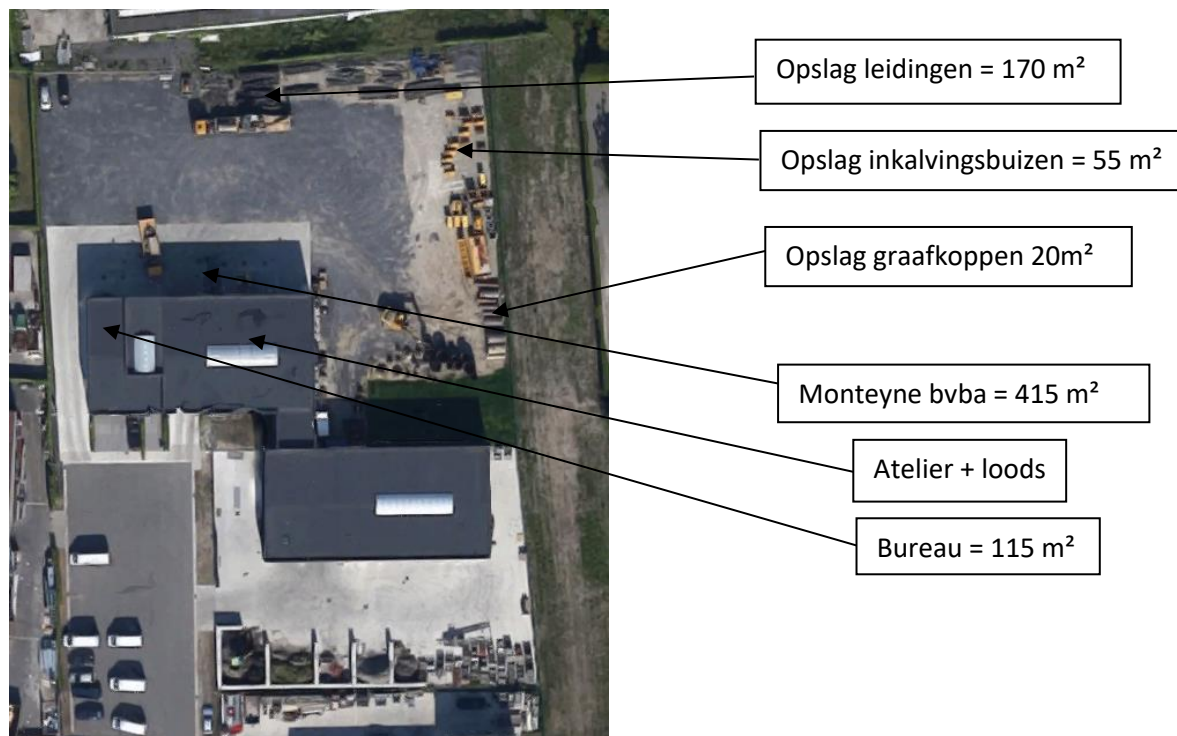 Opslag leidingen = 170 m²
Opslag inkalvingsbuizen = 55 m²
Opslag graafkoppen 20m²
Monteyne bvba = 415 m²
Atelier + loods
Bureau = 115 m²